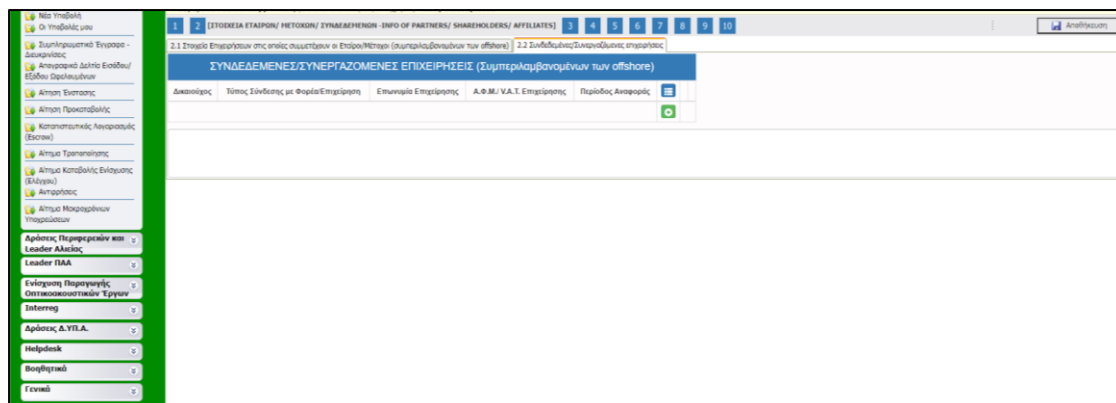 Νέα Υποβολή
Οι Υποβολές μου
Συμπληρωματικά Έγγραφα - Διευκρινίσεις
Απογραφικά Δελτία Εισόδου/ Εξόδου Ωφελουμένων
Αίτηση Ένστασης
Αίτηση Προκαταβολής
Καταπιστευτικός Λογαριασμός (Escrow)
Αίτημα Τροποποίησης
Αίτημα Καταβολής Ενίσχυσης (Ελέγχου)
Αντιρρήσεις
Αίτημα Μακροχρόνιων Υποχρεώσεων
Δράσεις Περιφερειών και Leader Αλιείας
Leader ΠΑΑ
Ενίσχυση Παραγωγής Οπτικοακουστικών Έργων
Interreg
Δράσεις Δ.ΥΠ.Α.
Helpdesk
Βοηθητικά
Γενικά
1 2 [ΣΤΟΙΧΕΙΑ ΕΤΑΙΡΩΝ/ ΜΕΤΟΧΩΝ/ ΣΥΝΔΕΔΕΜΕΝΩΝ -INFO OF PARTNERS/ SHAREHOLDERS/ AFFILIATES] 3 4 5 6 7 8 9 10
Αποθήκευση
2.1 Στοιχεία Επιχειρήσεων στις οποίες συμμετέχουν οι Εταίροι/Μέτοχοι (συμπεριλαμβανομένων των offshore) 2.2 Συνδεδεμένες/Συνεργαζόμενες επιχειρήσεις
ΣΥΝΔΕΔΕΜΕΝΕΣ/ΣΥΝΕΡΓΑΖΟΜΕΝΕΣ ΕΠΙΧΕΙΡΗΣΕΙΣ (Συμπεριλαμβανομένων των offshore)
Δικαιούχος Τύπος Σύνδεσης με Φορέα/Επιχείρηση Επωνυμία Επιχείρησης Α.Φ.Μ./ V.A.T. Επιχείρησης Περίοδος Αναφοράς